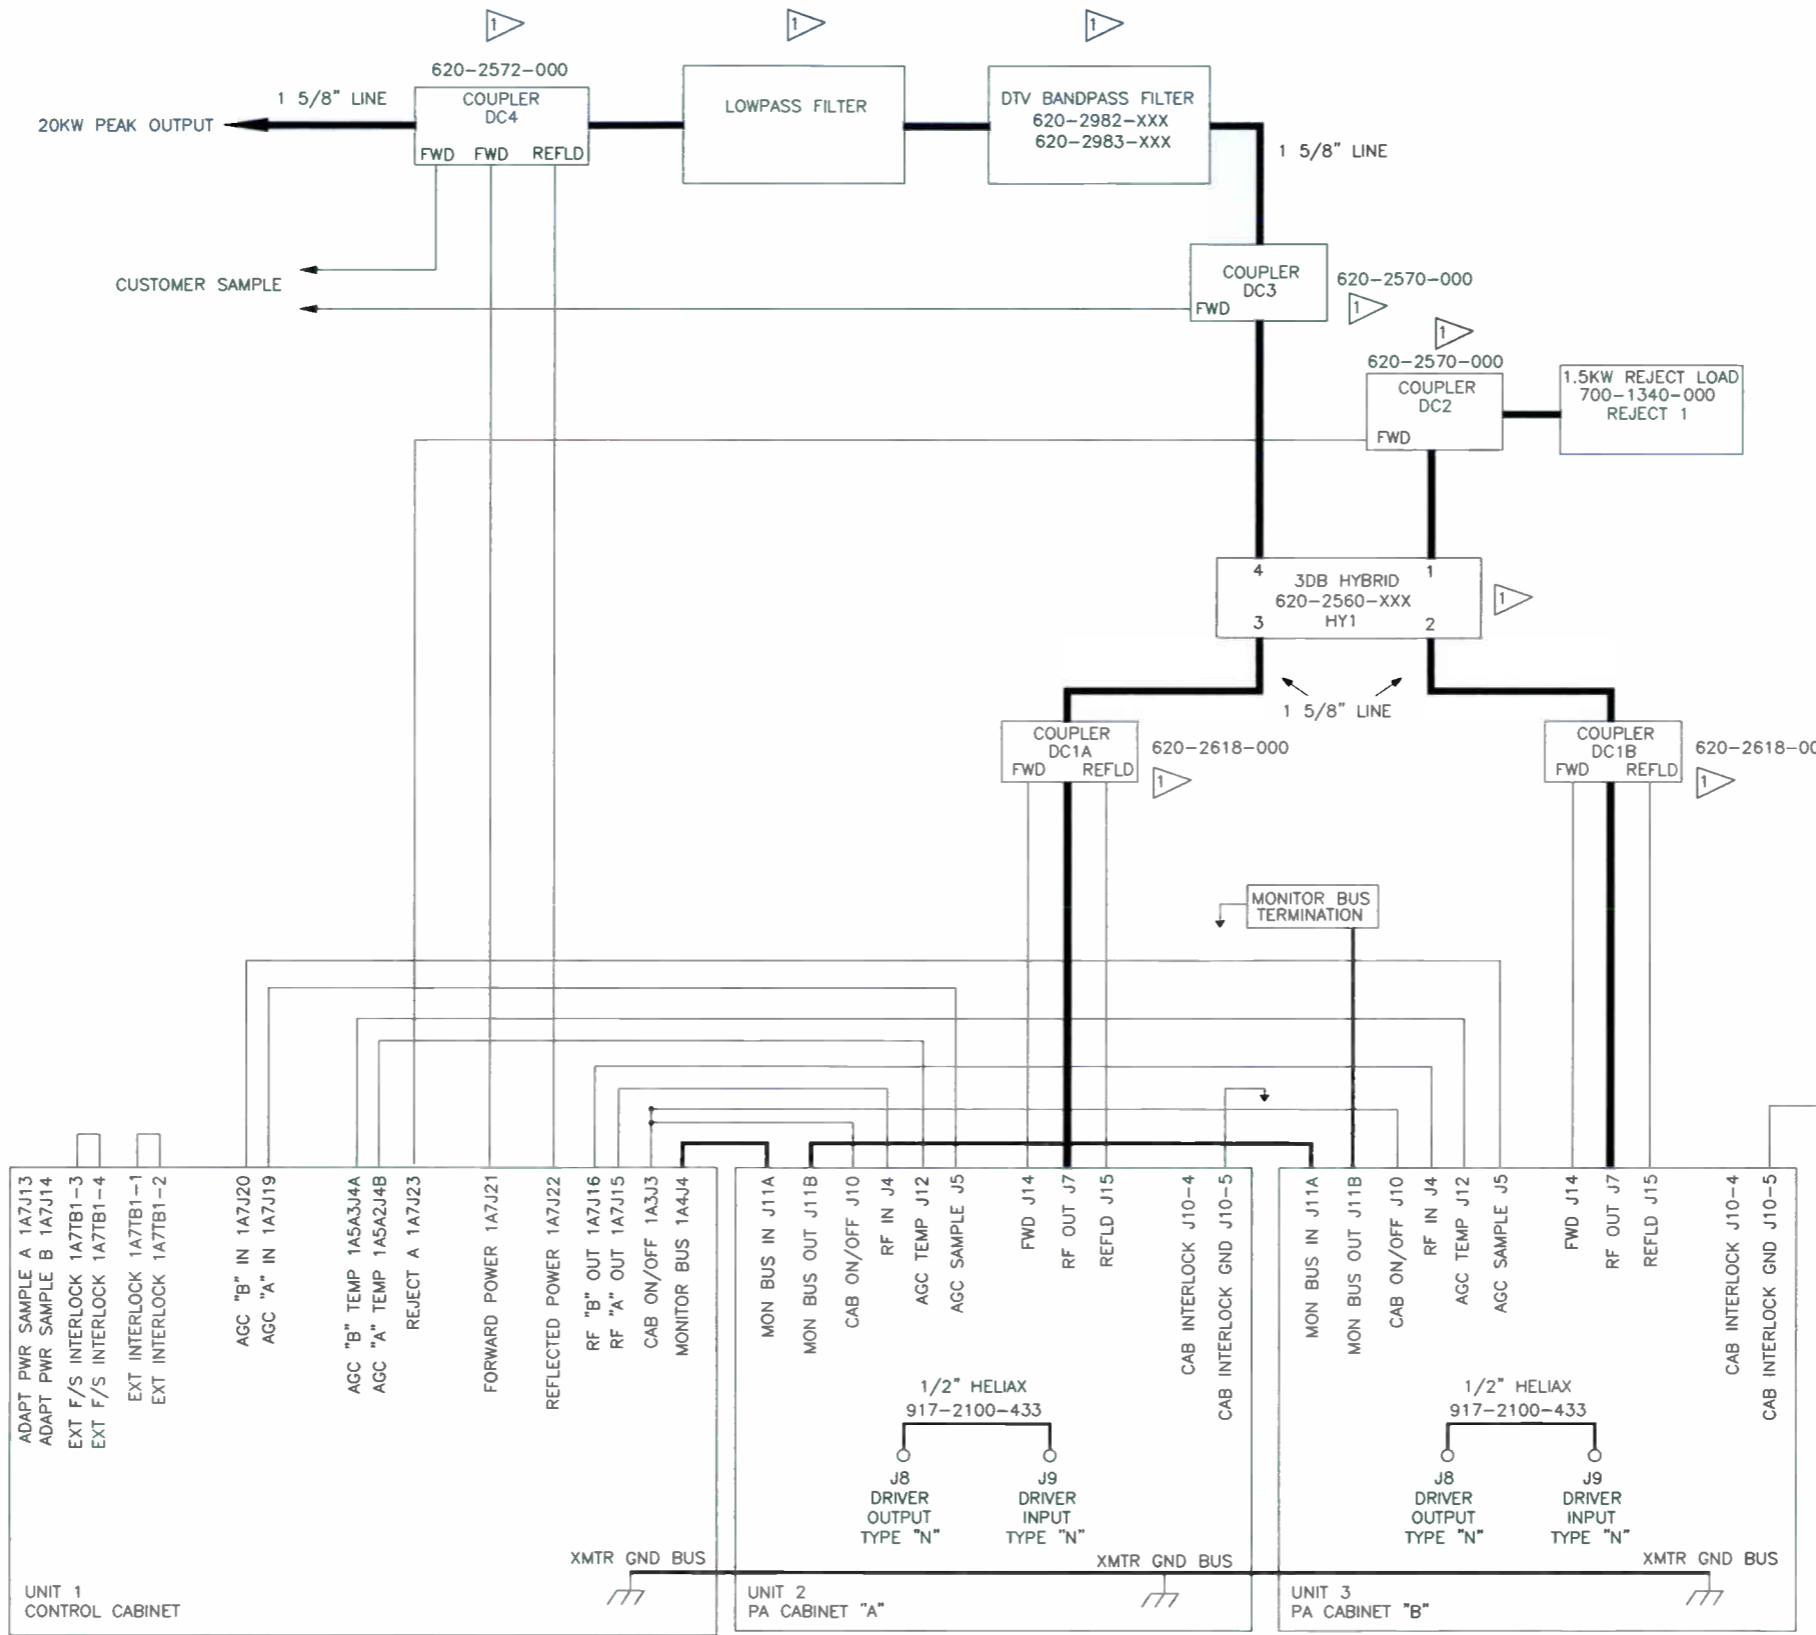 1
1
1
620-2572-000
COUPLER
DC4
FWD FWD REFLD
1 5/8" LINE
20KW PEAK OUTPUT
LOWPASS FILTER
DTV BANDPASS FILTER
620-2982-XXX
620-2983-XXX
1 5/8" LINE
CUSTOMER SAMPLE
COUPLER
DC3
FWD
620-2570-000
1
1
620-2570-000
COUPLER
DC2
FWD
1.5KW REJECT LOAD
700-1340-000
REJECT 1
4 1
3DB HYBRID
620-2560-XXX
HY1
3 2
1
1 5/8" LINE
COUPLER
DC1A
FWD REFLD
620-2618-000
1
COUPLER
DC1B
FWD REFLD
1
MONITOR BUS
TERMINATION
ADAPT PWR SAMPLE A 1A7J13
ADAPT PWR SAMPLE B 1A7J14
EXT F/S INTERLOCK 1A7TB1-3
EXT F/S INTERLOCK 1A7TB1-4
EXT INTERLOCK 1A7TB1-1
EXT INTERLOCK 1A7TB1-2
AGC "B" IN 1A7J20
AGC "A" IN 1A7J19
AGC "B" TEMP 1A5A3J4A
AGC "A" TEMP 1A5A2J4B
REJECT A 1A7J23
FORWARD POWER 1A7J21
REFLECTED POWER 1A7J22
RF "B" OUT 1A7J16
RF "A" OUT 1A7J15
CAB ON/OFF 1A3J3
MONITOR BUS 1A4J4
MON BUS IN J11A
MON BUS OUT J11B
CAB ON/OFF J10
RF IN J4
AGC TEMP J12
AGC SAMPLE J5
FWD J14
RF OUT J7
REFLD J15
CAB INTERLOCK J10-4
CAB INTERLOCK GND J10-5
MON BUS IN J11A
MON BUS OUT J11B
CAB ON/OFF J10
RF IN J4
AGC TEMP J12
AGC SAMPLE J5
FWD J14
RF OUT J7
REFLD J15
CAB INTERLOCK J10-4
CAB INTERLOCK GND J10-5
1/2" HELIAX
917-2100-433
J8
DRIVER
OUTPUT
TYPE "N"
J9
DRIVER
INPUT
TYPE "N"
1/2" HELIAX
917-2100-433
J8
DRIVER
OUTPUT
TYPE "N"
J9
DRIVER
INPUT
TYPE "N"
XMTR GND BUS
XMTR GND BUS
XMTR GND BUS
UNIT 1
CONTROL CABINET
UNIT 2
PA CABINET "A"
UNIT 3
PA CABINET "B"